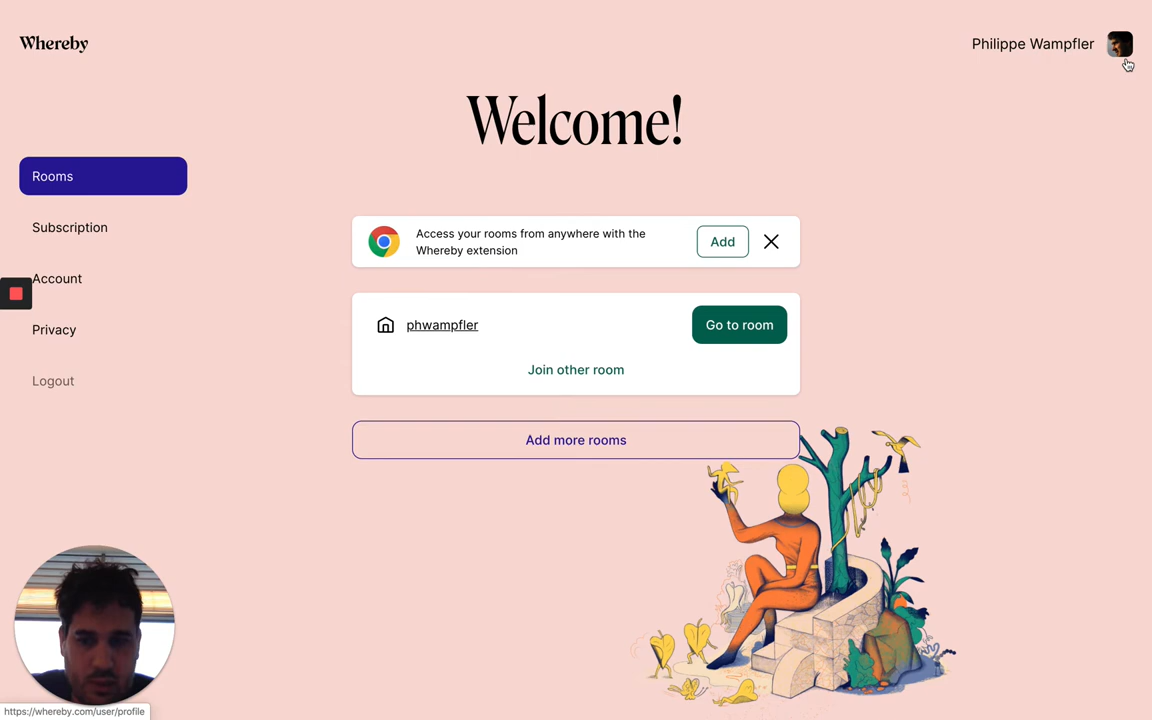 Whereby
Philippe Wampfler
Welcome!
Rooms
Subscription
Account
Privacy
Logout
Access your rooms from anywhere with the
Whereby extension
Add
phwampfler
Go to room
Join other room
Add more rooms
https://whereby.com/user/profile